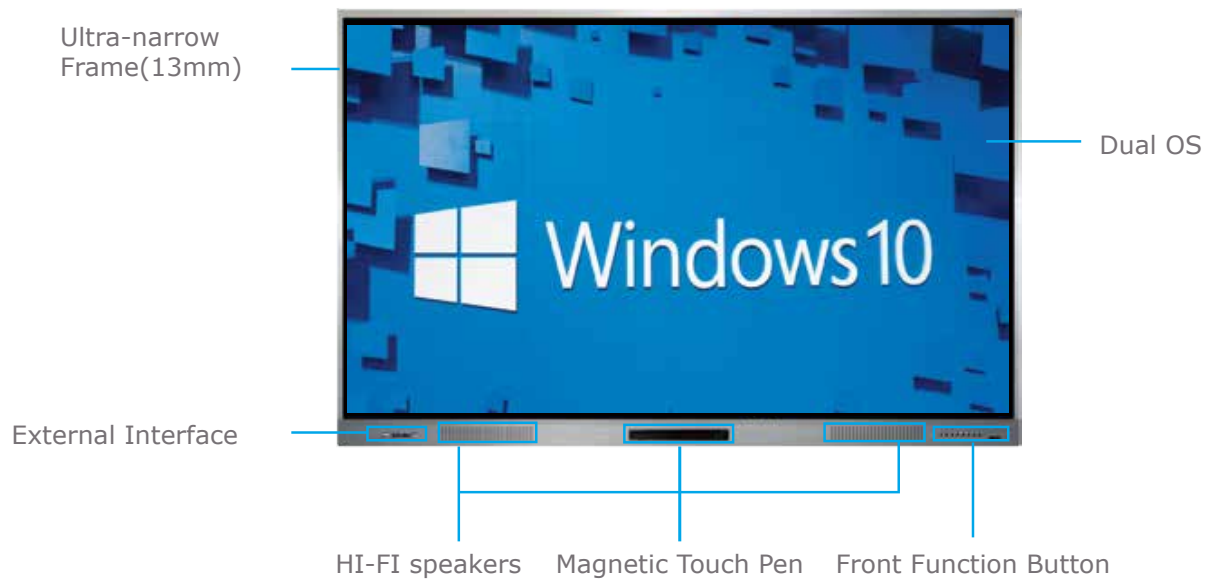 Ultra-narrow
Frame(13mm)
Dual OS
Windows 10
External Interface
HI-FI speakers
Magnetic Touch Pen
Front Function Button